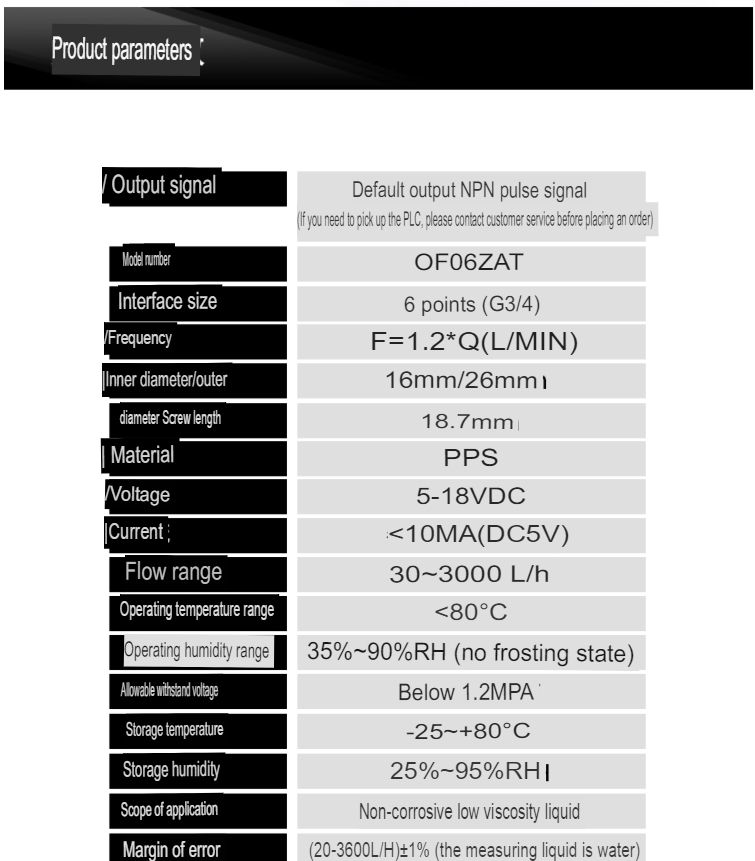 Product parameters
/ Output signal
Default output NPN pulse signal
(If you need to pick up the PLC, please contact customer service before placing an order)
Model number
OF06ZAT
Interface size
6 points (G3/4)
/Frequency
F=1.2*Q(L/MIN)
|Inner diameter/outer
16mm/26mm
diameter Screw length
18.7mm
| Material
PPS
/Voltage
5-18VDC
|Current :
<10MA(DC5V)
Flow range
30~3000 L/h
Operating temperature range
<80°C
Operating humidity range
35%~90%RH (no frosting state)
Allowable withstand voltage
Below 1.2MPA
Storage temperature
-25~+80°C
Storage humidity
25%~95%RH
Scope of application
Non-corrosive low viscosity liquid
Margin of error
(20-3600L/H)±1% (the measuring liquid is water)